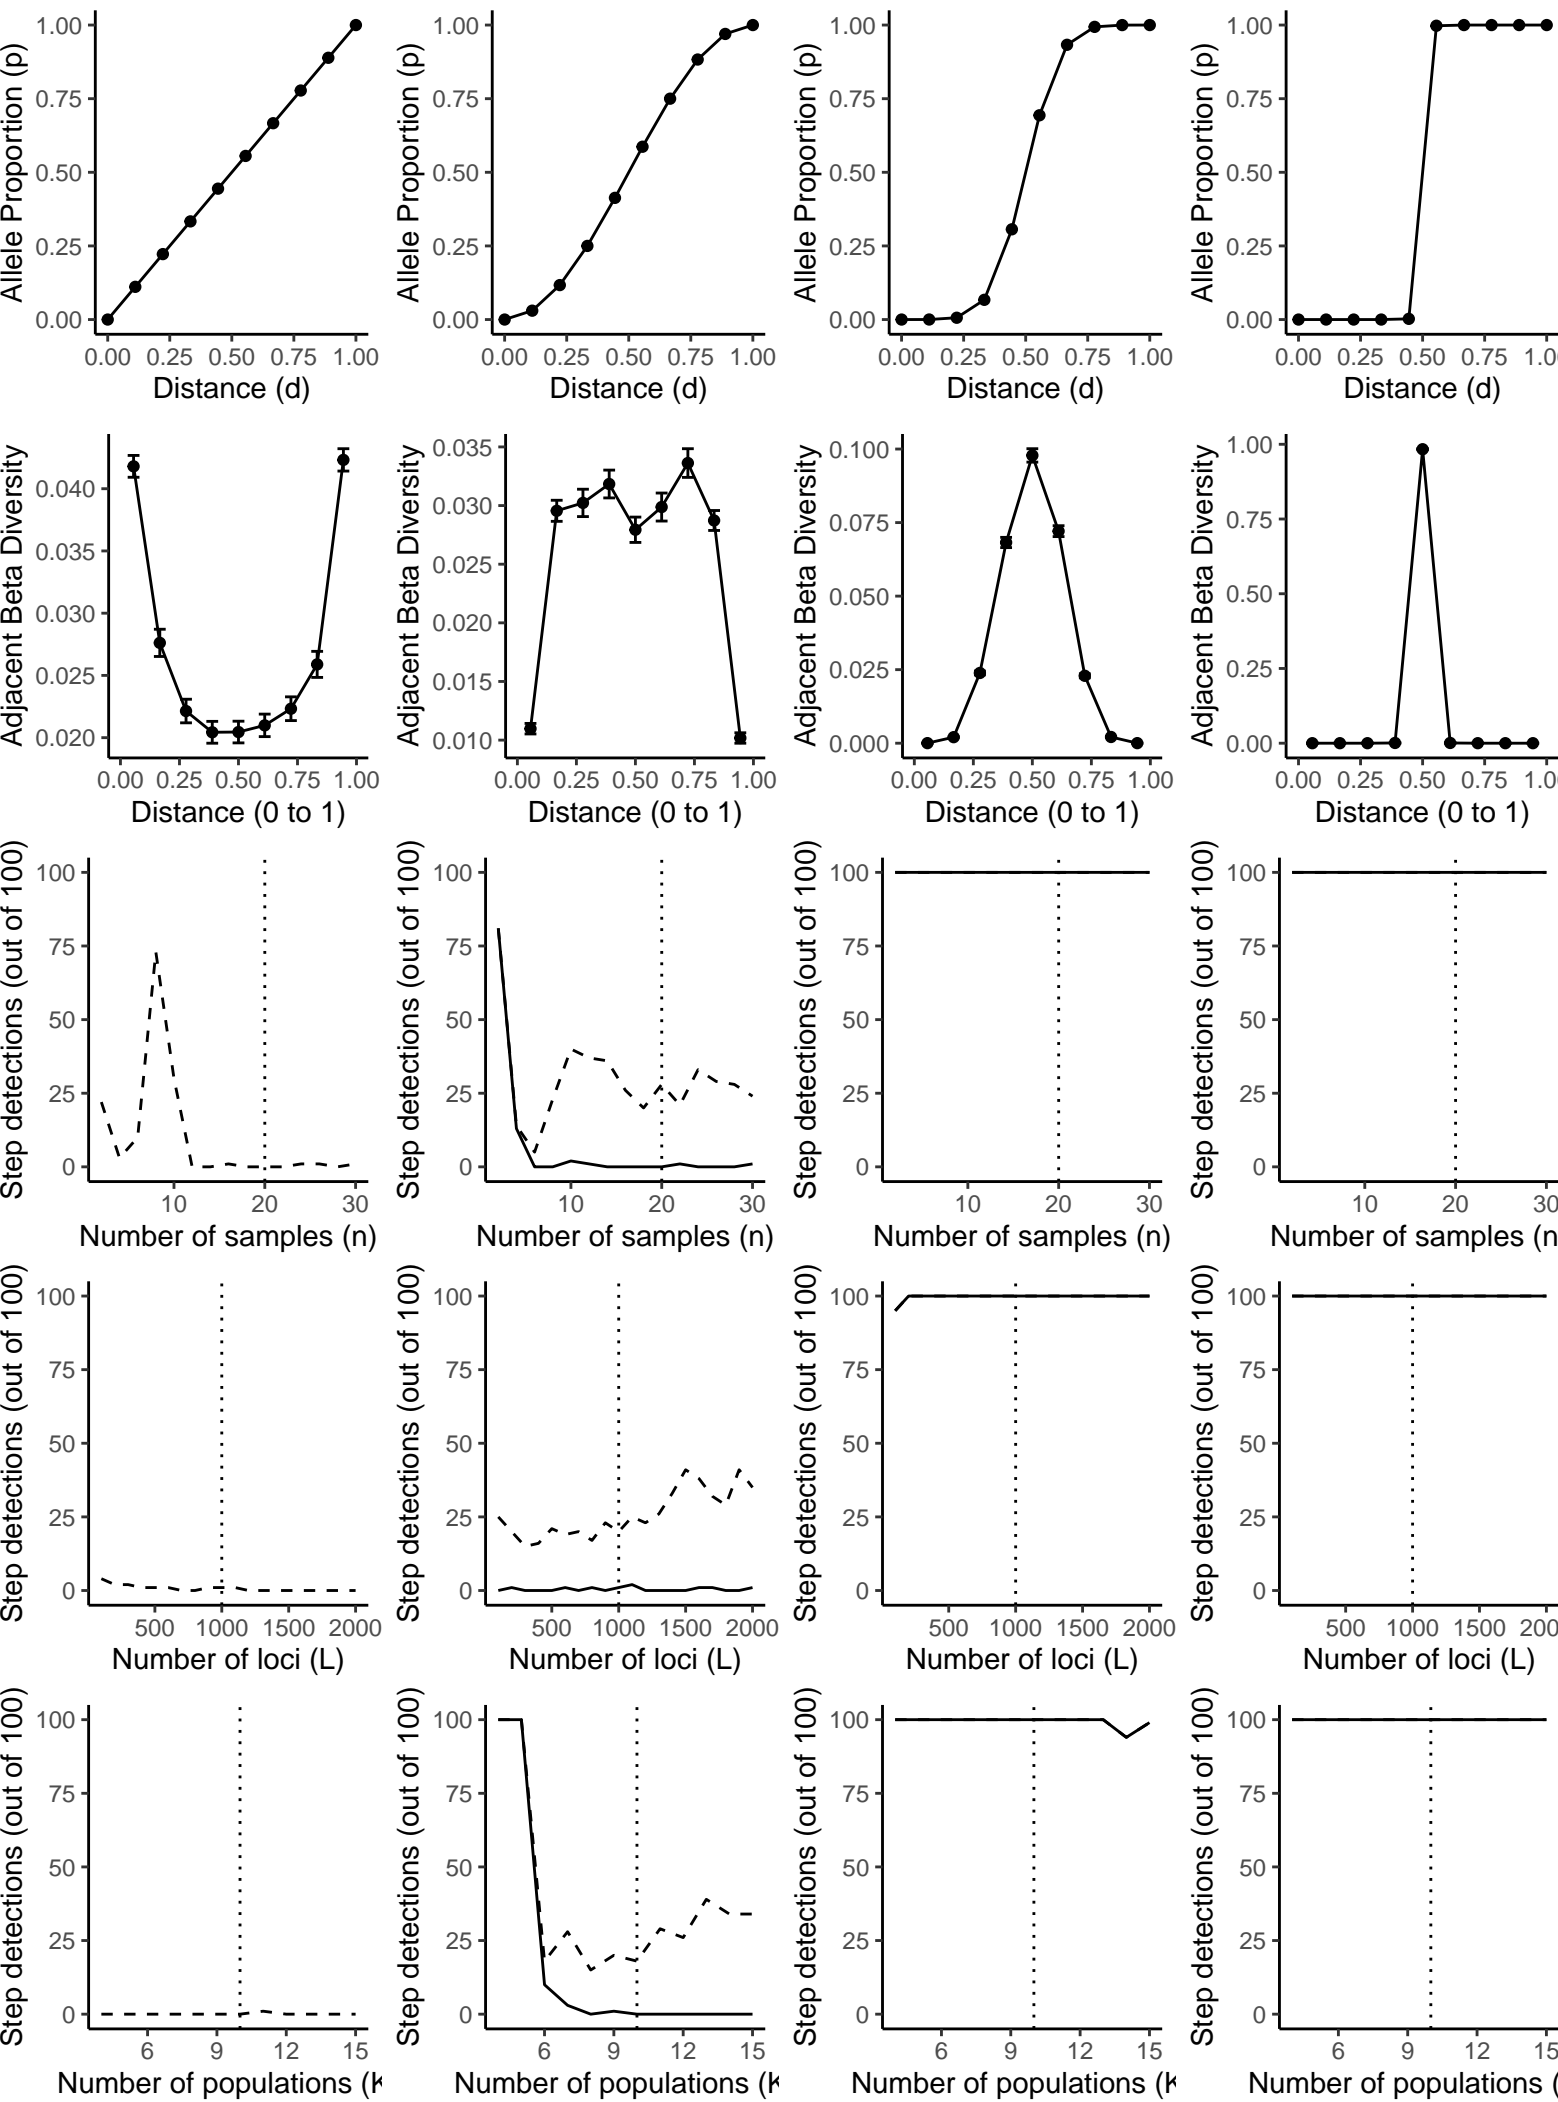 Allele Proportion (p)
1.00
0.75
0.50
0.25
0.00
0.00 0.25 0.50 0.75 1.00
Distance (d)
Allele Proportion (p)
1.00
0.75
0.50
0.25
0.00
0.00 0.25 0.50 0.75 1.00
Distance (d)
Allele Proportion (p)
1.00
0.75
0.50
0.25
0.00
0.00 0.25 0.50 0.75 1.00
Distance (d)
Allele Proportion (p)
1.00
0.75
0.50
0.25
0.00
0.00 0.25 0.50 0.75 1.0
Distance (d)
Adjacent Beta Diversity
0.040
0.035
0.030
0.025
0.020
0.00 0.25 0.50 0.75 1.00
Distance (0 to 1)
Adjacent Beta Diversity
0.035
0.030
0.025
0.020
0.015
0.010
0.00 0.25 0.50 0.75 1.00
Distance (0 to 1)
Adjacent Beta Diversity
0.100
0.075
0.050
0.025
0.000
0.00 0.25 0.50 0.75 1.00
Distance (0 to 1)
Adjacent Beta Diversity
1.00
0.75
0.50
0.25
0.00
0.00 0.25 0.50 0.75 1.0
Distance (0 to 1)
Step detections (out of 100)
100
75
50
25
0
10 20 30
Number of samples (n)
Step detections (out of 100)
100
75
50
25
0
10 20 30
Number of samples (n)
Step detections (out of 100)
100
75
50
25
0
10 20 30
Number of samples (n)
Step detections (out of 100)
100
75
50
25
0
10 20 30
Number of samples (n
Step detections (out of 100)
100
75
50
25
0
500 1000 1500 2000
Number of loci (L)
Step detections (out of 100)
100
75
50
25
0
500 1000 1500 2000
Number of loci (L)
Step detections (out of 100)
100
75
50
25
0
500 1000 1500 2000
Number of loci (L)
Step detections (out of 100)
100
75
50
25
0
500 1000 1500 200
Number of loci (L)
Step detections (out of 100)
100
75
50
25
0
6 9 12 15
Number of populations (K
Step detections (out of 100)
100
75
50
25
0
6 9 12 15
Number of populations (K
Step detections (out of 100)
100
75
50
25
0
6 9 12 15
Number of populations (K
Step detections (out of 100)
100
75
50
25
0
6 9 12 15
Number of populations (